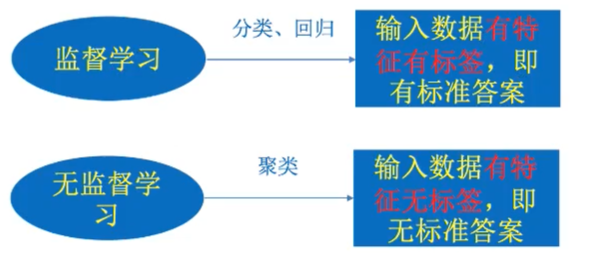 监督学习
分类、回归
输入数据有特
征有标签，即
有标准答案
无监督学
习
聚类
输入数据有特
征无标签，即
无标准答案